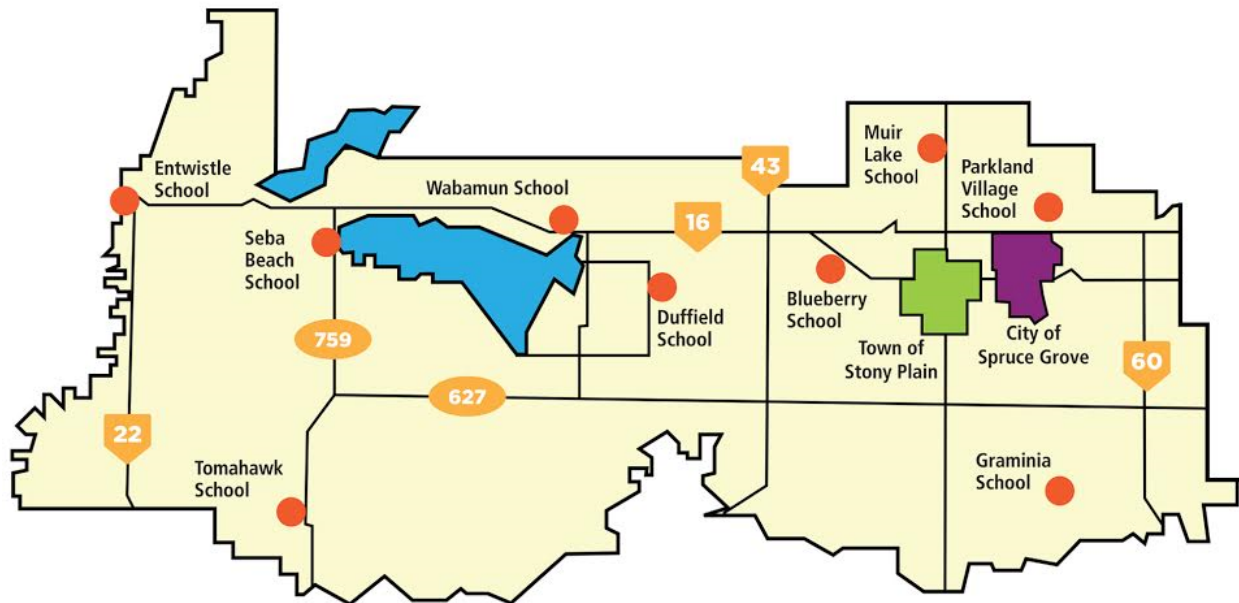 Entwistle
School
Wabamun School
43
Muir
Lake
School
Parkland
Village
School
16
Seba
Beach
School
Duffield
School
Blueberry
School
Town of
Stony Plain
City of
Spruce Grove
759
627
60
22
Tomahawk
School
Graminia
School